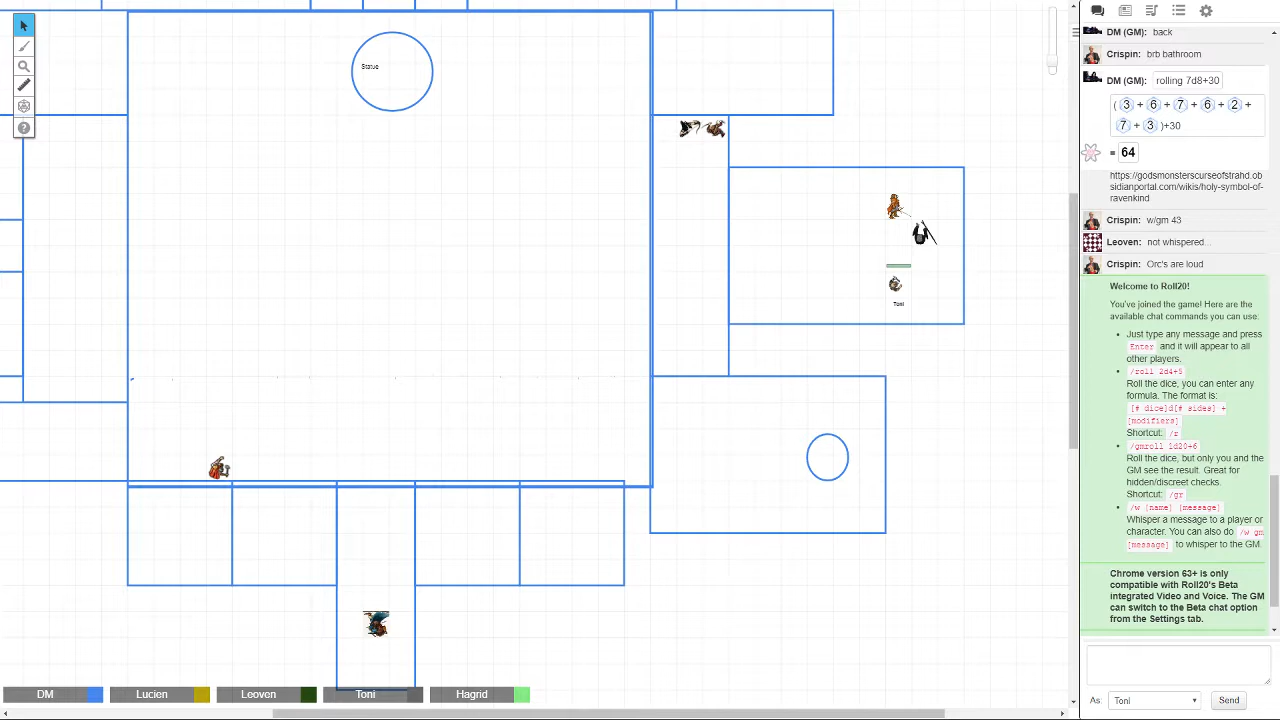 Statue
Toni
DM
Lucien
Leoven
Toni
Hagrid
DM (GM): back
Crispin: brb bathroom
DM (GM): rolling 7d8+30
( 3 + 6 + 7 + 6 + 2 +
7 + 3 )+30
= 64
https://godsmonsterscurseofstrahd.ob
sidianportal.com/wikis/holy-symbol-of-
ravenkind
Crispin: w/gm 43
Leoven: not whispered...
Crispin: Orc's are loud
Welcome to Roll20!
You've joined the game! Here are the
available chat commands you can use:
• Just type any message and press
Enter and it will appear to all
other players.
• /roll 2d4+5
Roll the dice, you can enter any
formula. The format is:
[# dice]d[# sides] +
[modifiers]
Shortcut: /r
• /gmroll 1d20+6
Roll the dice, but only you and the
GM see the result. Great for
hidden/discreet checks
Shortcut: /gr
• /w [name] [message]
Whisper a message to a player or
character. You can also do /w gm
[message] to whisper to the GM.
Chrome version 63+ is only
compatible with Roll20's Beta
integrated Video and Voice. The GM
can switch to the Beta chat option
from the Settings tab.
As: Toni Send